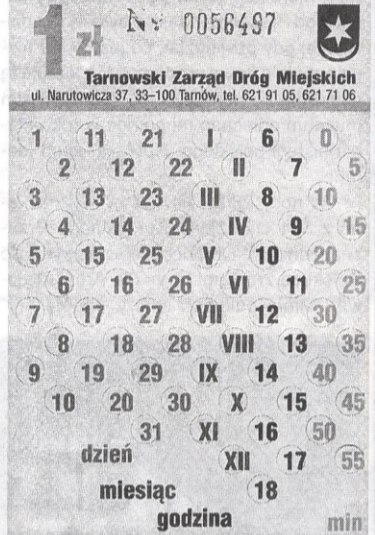 1 zł Nr 0056497
Tarnowski Zarząd Dróg Miejskich
ul. Narutowicza 37, 33-100 Tarnów, tel. 621 91 05, 621 71 06
1 11 21 I 6 0
2 12 22 II 7 5
3 13 23 III 8 10
4 14 24 IV 9 15
5 15 25 V 10 20
6 16 26 VI 11 25
7 17 27 VII 12 30
8 18 28 VIII 13 35
9 19 29 IX 14 40
10 20 30 X 15 45
31 XI 16 50
dzień XII 17 55
miesiąc 18
godzina min